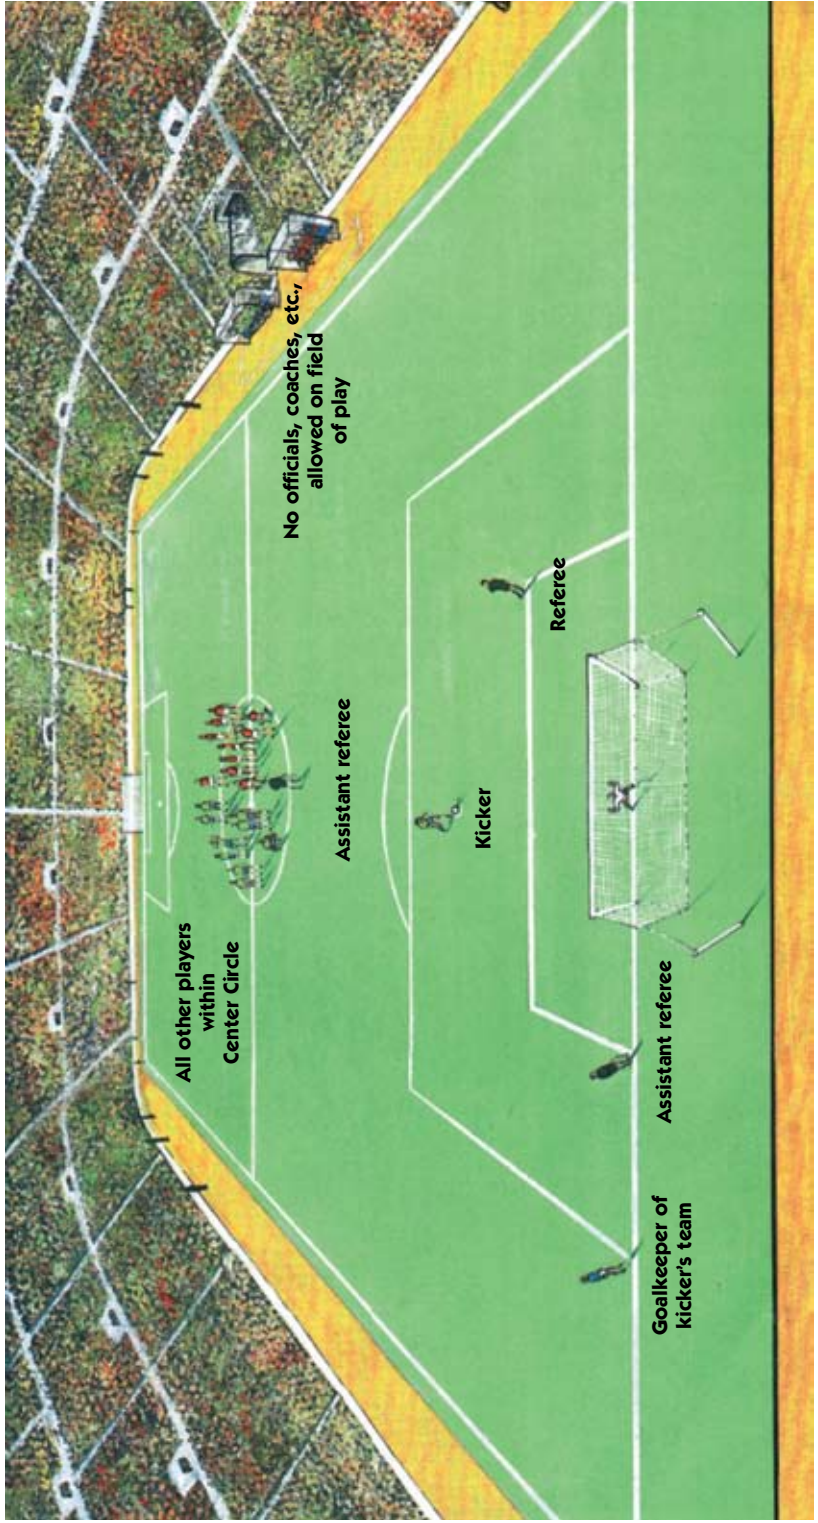 All other players
within
Center Circle
No officials, coaches, etc.,
allowed on field
of play
Assistant referee
Kicker
Referee
Assistant referee
Goalkeeper of
kicker's team